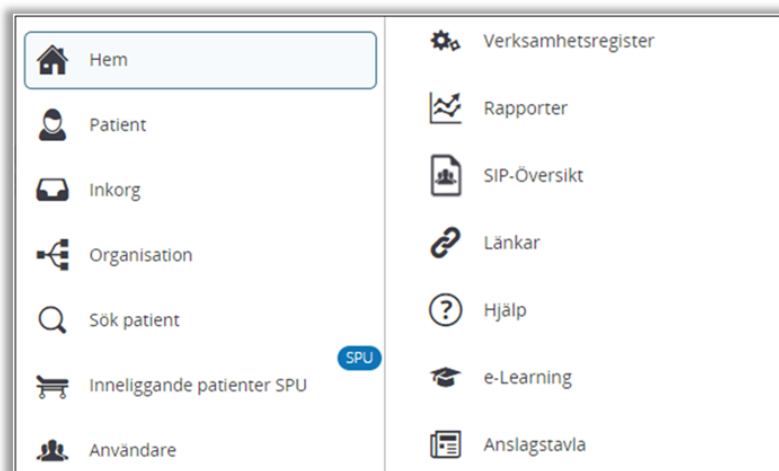 Hem
Patient
Inkorg
Organisation
Sök patient
SPU
Inneliggande patienter SPU
Användare
Verksamhetsregister
Rapporter
SIP-Översikt
Länkar
Hjälp
e-Learning
Anslagstavla